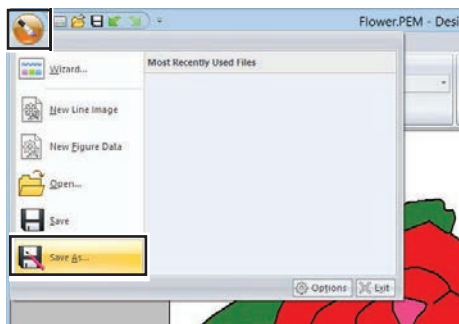 Flower.PEM - Desi
Wizard...
Most Recently Used Files
New Line Image
New Figure Data
Open...
Save
Save As...
Options
Exit